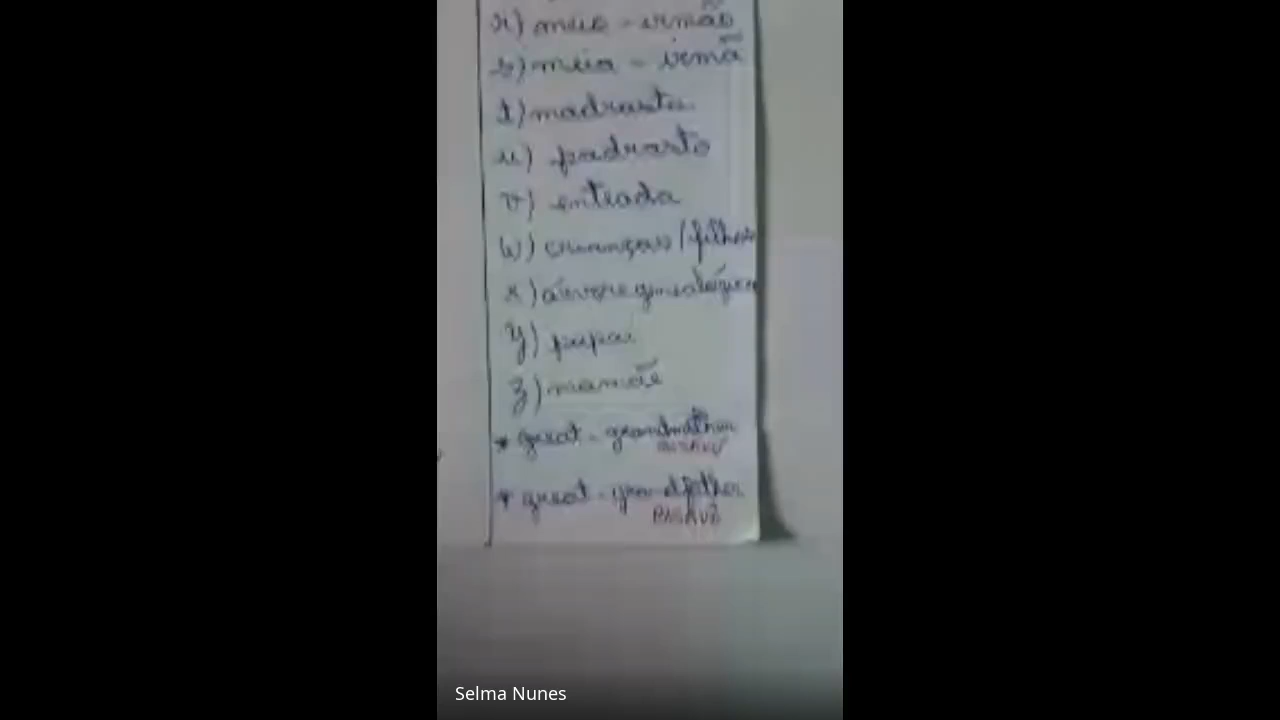 r) meio - irmão
s) meia - irmã
t) madrasta
u) padrasto
v) enteada
w) crianças / filhos
x) árvore genealógica
y) papai
z) mamãe
* great - grandmother
BISAVÓ
* great - grandfather
BISAVÔ
Selma Nunes